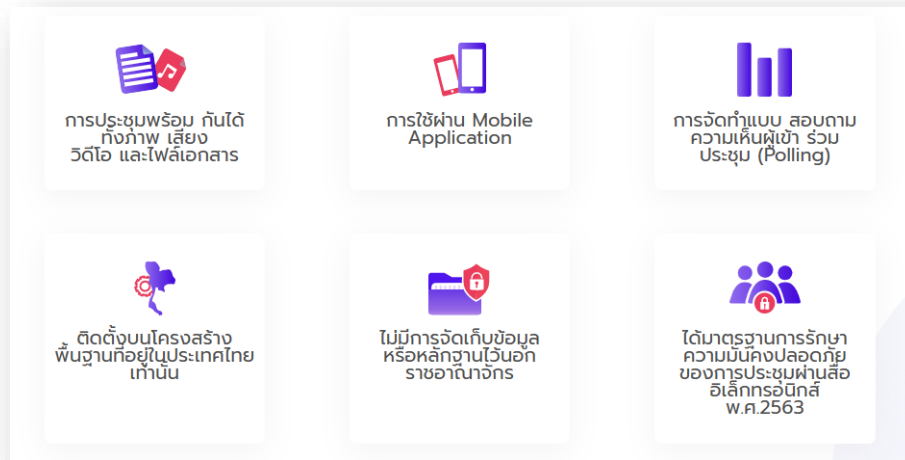 การประชุมพร้อม กันได้
ทั้งภาพ เสียง
วิดีโอ และไฟล์เอกสาร
การใช้ผ่าน Mobile
Application
การจัดทำแบบ สอบถาม
ความเห็นผู้เข้า ร่วม
ประชุม (Polling)
ติดตั้งบนโครงสร้าง
พื้นฐานที่อยู่ในประเทศไทย
เท่านั้น
ไม่มีการจัดเก็บข้อมูล
หรือหลักฐานไว้นอก
ราชอาณาจักร
ได้มาตรฐานการรักษา
ความมั่นคงปลอดภัย
ของการประชุมผ่านสื่อ
อิเล็กทรอนิกส์
พ.ศ.2563